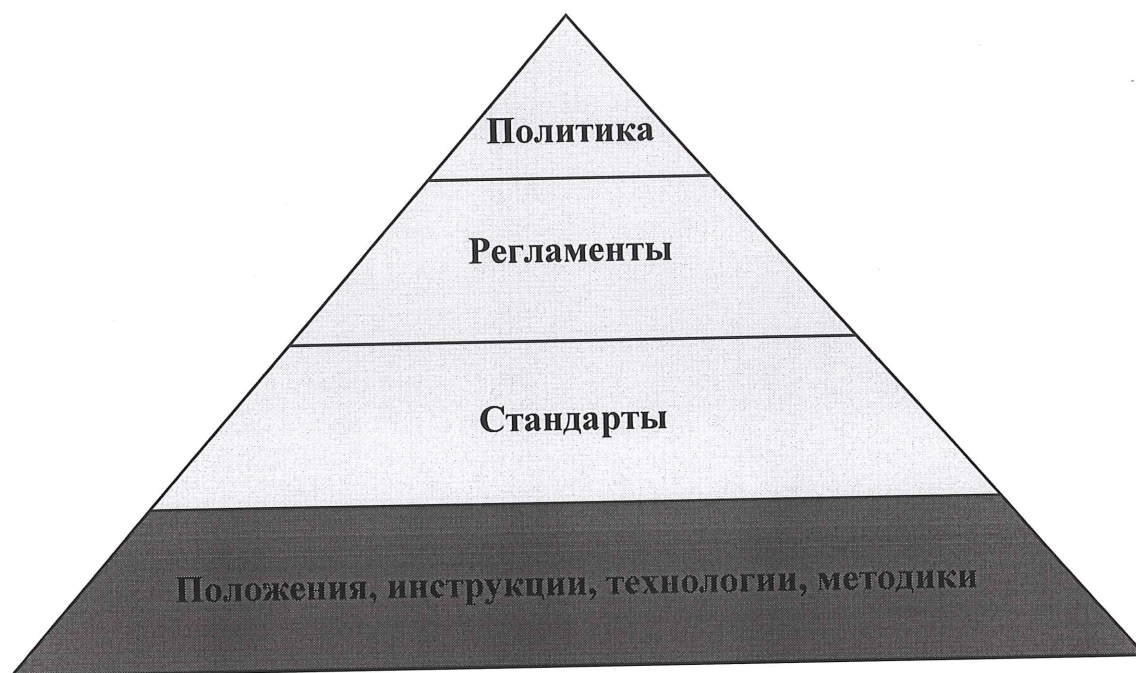 Политика
Регламенты
Стандарты
Положения, инструкции, технологии, методики